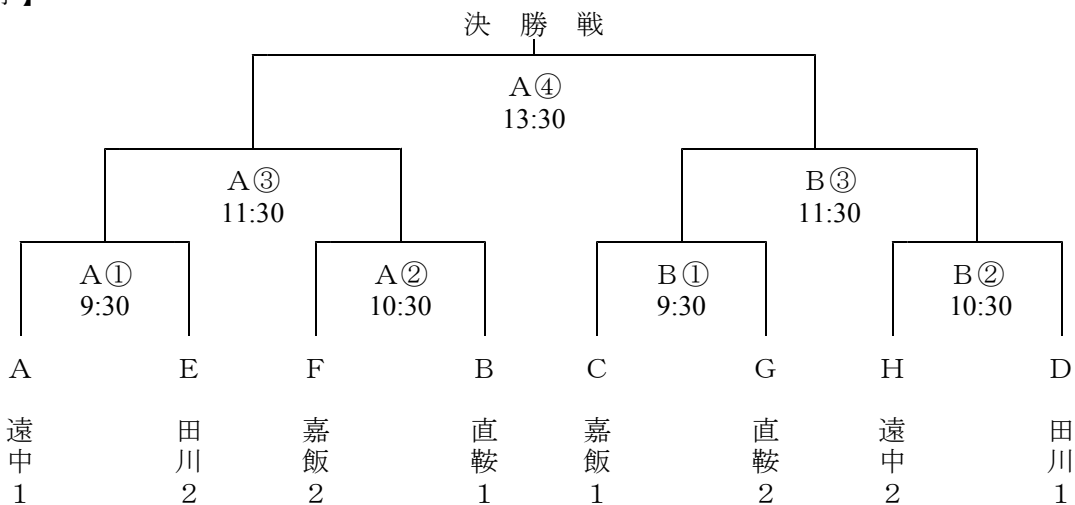 】
決 勝 戦
A④
13:30
A③ B③
11:30 11:30
A① A② B① B②
9:30 10:30 9:30 10:30
A E F B C G H D
遠中1 田川2 嘉飯2 直鞍1 嘉飯1 直鞍2 遠中2 田川1